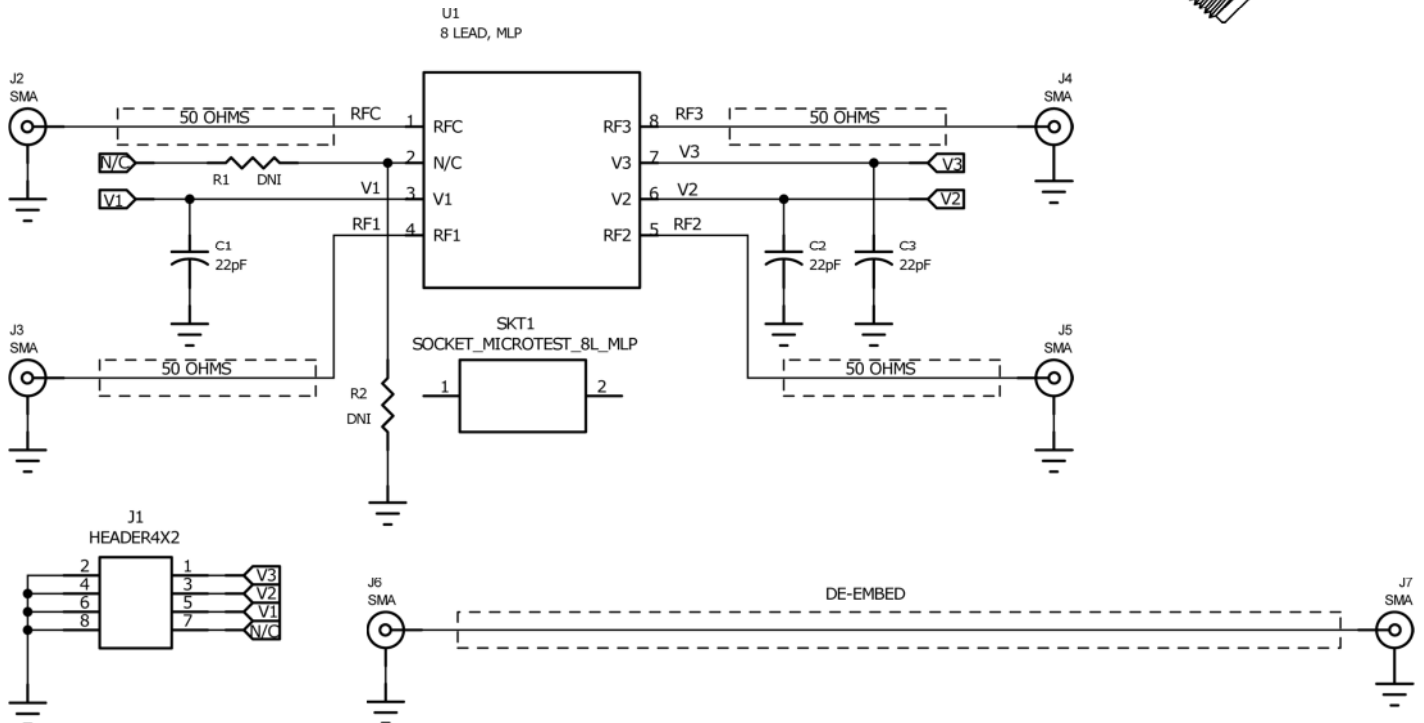 U1
8 LEAD, MLP
J2
SMA
50 OHMS
RFC
1
RFC
RF3
8
RF3
50 OHMS
J4
SMA
N/C
R1
DNI
2
N/C
V3
7
V3
V3
V1
V1
3
V1
V2
6
V2
V2
RF1
4
RF1
RF2
5
RF2
C1
22pF
C2
22pF
C3
22pF
J3
SMA
50 OHMS
R2
DNI
SKT1
SOCKET_MICROTEST_8L_MLP
1
2
50 OHMS
J5
SMA
J1
HEADER4X2
2
1
V3
4
3
V2
6
5
V1
8
7
N/C
J6
SMA
DE-EMBED
J7
SMA